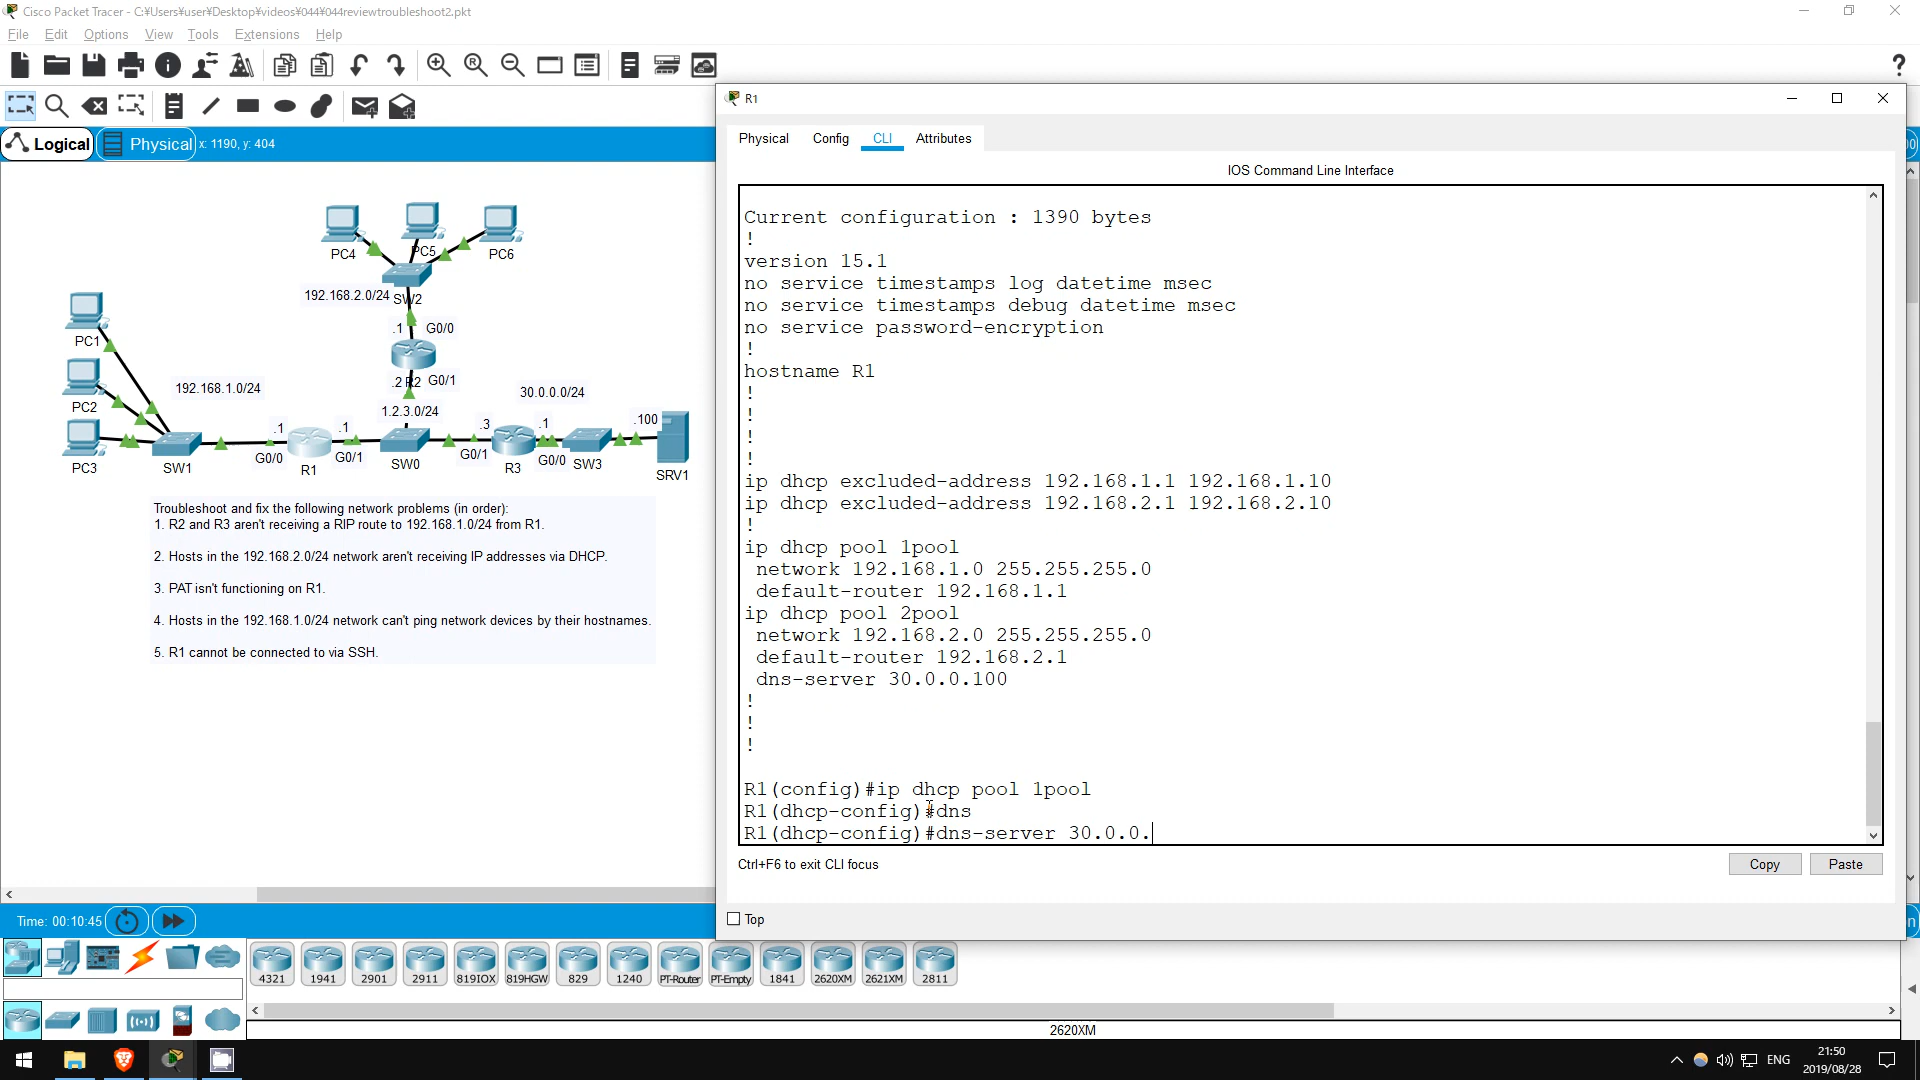 Cisco Packet Tracer - C:¥Users¥user¥Desktop¥videos¥044¥044reviewtroubleshoot2.pkt
File Edit Options View Tools Extensions Help
R1
Logical Physical x: 1190, y: 404
Physical Config CLI Attributes
IOS Command Line Interface
PC4 PC5 PC6
192.168.2.0/24 SW2
.1 G0/0
PC1
PC2
PC3
192.168.1.0/24
.2 R2 G0/1
30.0.0.0/24
1.2.3.0/24
.1 .1 .3 .1 .100
SW1 G0/0 R1 G0/1 SW0 G0/1 R3 G0/0 SW3 SRV1
Troubleshoot and fix the following network problems (in order):
1. R2 and R3 aren't receiving a RIP route to 192.168.1.0/24 from R1.
2. Hosts in the 192.168.2.0/24 network aren't receiving IP addresses via DHCP.
3. PAT isn't functioning on R1.
4. Hosts in the 192.168.1.0/24 network can't ping network devices by their hostnames.
5. R1 cannot be connected to via SSH.
Current configuration : 1390 bytes
!
version 15.1
no service timestamps log datetime msec
no service timestamps debug datetime msec
no service password-encryption
!
hostname R1
!
!
!
!
ip dhcp excluded-address 192.168.1.1 192.168.1.10
ip dhcp excluded-address 192.168.2.1 192.168.2.10
!
ip dhcp pool 1pool
network 192.168.1.0 255.255.255.0
default-router 192.168.1.1
ip dhcp pool 2pool
network 192.168.2.0 255.255.255.0
default-router 192.168.2.1
dns-server 30.0.0.100
!
!
!
R1(config)#ip dhcp pool 1pool
R1(dhcp-config)#dns
R1(dhcp-config)#dns-server 30.0.0.
Ctrl+F6 to exit CLI focus
Copy Paste
Top
Time: 00:10:45
4321 1941 2901 2911 819IOX 819HGW 829 1240 PT-Router PT-Empty 1841 2620XM 2621XM 2811
2620XM
ENG
21:50
2019/08/28